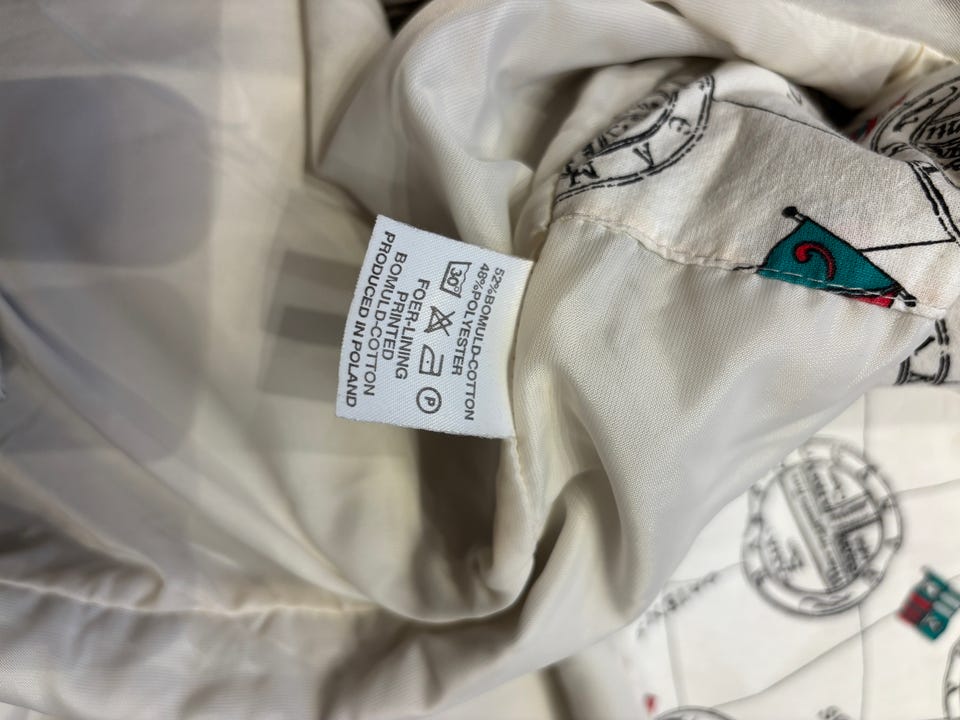 52%BOMULD-COTTON
48%POLYESTER
30°
P
FOER-LINING
PRINTED
BOMULD-COTTON
PRODUCED IN POLAND